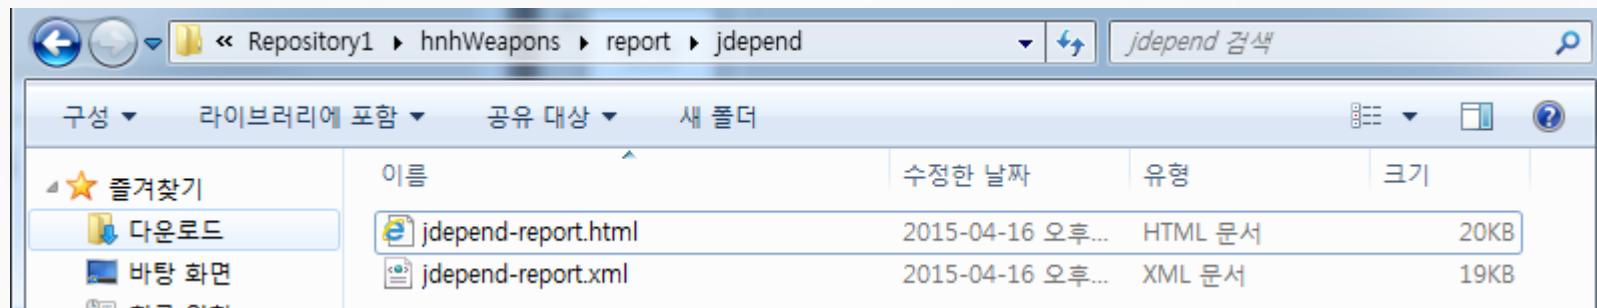 « Repository1 ▸ hnhWeapons ▸ report ▸ jdepend
jdepend 검색
구성 라이브러리에 포함 공유 대상 새 폴더
이름 수정한 날짜 유형 크기
즐겨찾기
다운로드
jdepend-report.html 2015-04-16 오후... HTML 문서 20KB
바탕 화면
jdepend-report.xml 2015-04-16 오후... XML 문서 19KB